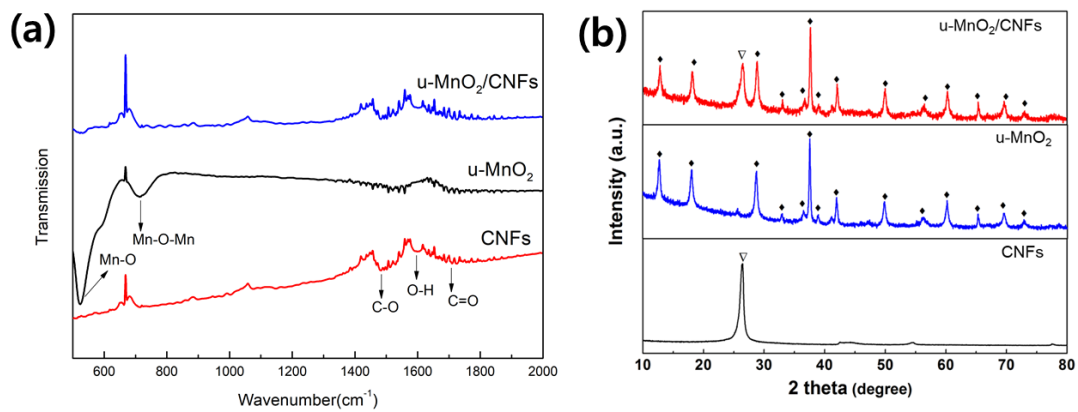 (a)
u-MnO₂/CNFs
u-MnO₂
Mn-O-Mn
Mn-O
CNFs
C-O
O-H
C=O
Transmission
600 800 1000 1200 1400 1600 1800 2000
Wavenumber(cm⁻¹)
(b)
u-MnO₂/CNFs
u-MnO₂
CNFs
Intensity (a.u.)
10 20 30 40 50 60 70 80
2 theta (degree)